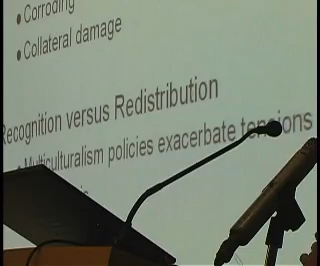 • Corroding
• Collateral damage
Recognition versus Redistribution
• Multiculturalism policies exacerbate tensions